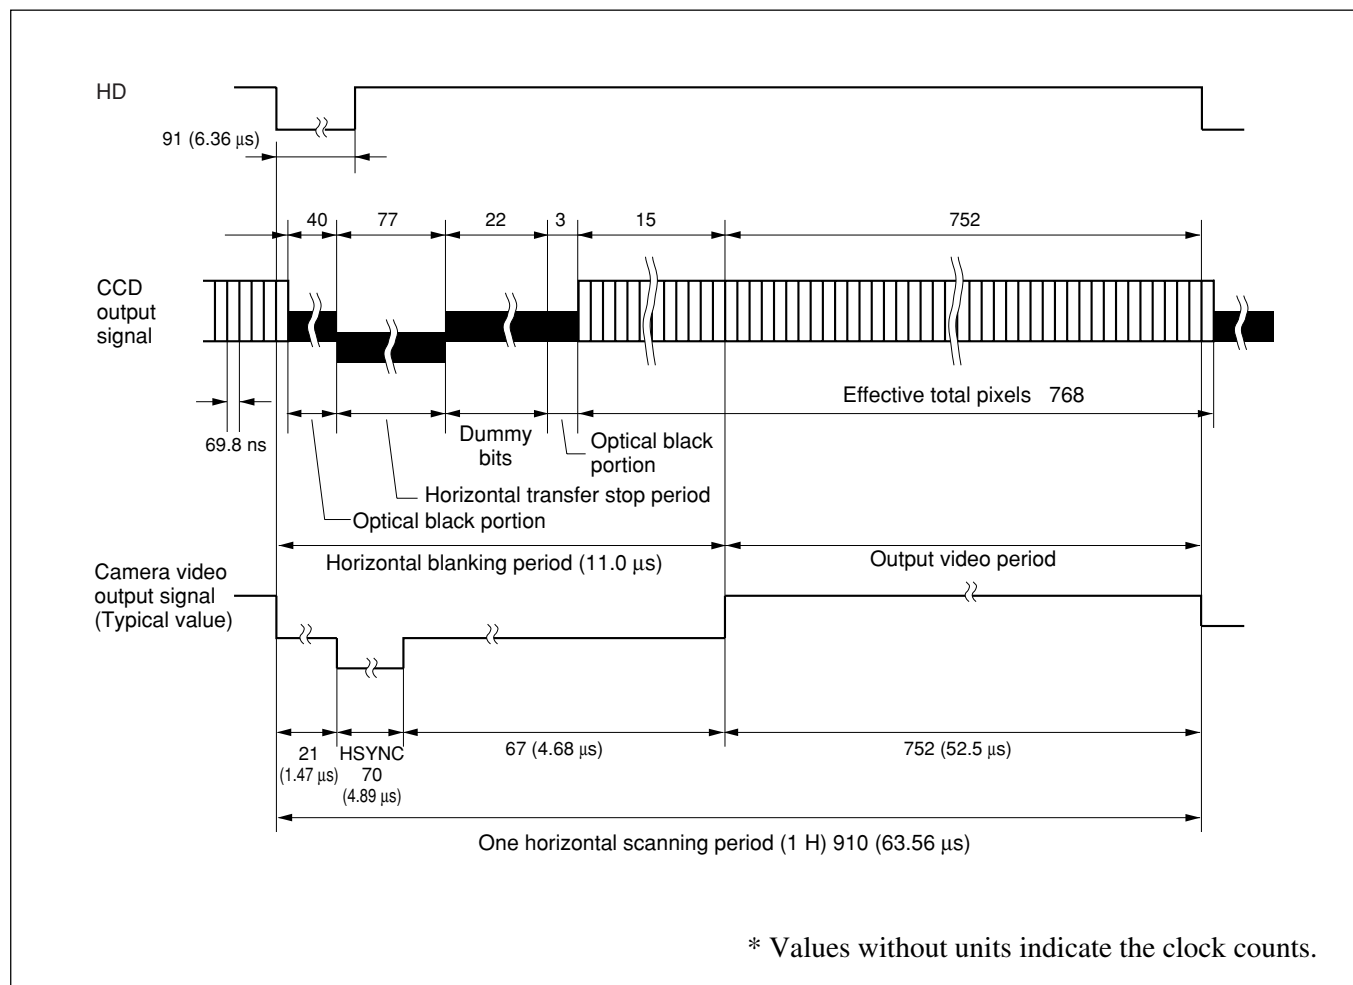 HD
91 (6.36 µs)
40
77
22
3
15
752
CCD
output
signal
Effective total pixels 768
69.8 ns
Dummy
bits
Optical black
portion
Horizontal transfer stop period
Optical black portion
Horizontal blanking period (11.0 µs)
Output video period
Camera video
output signal
(Typical value)
21
(1.47 µs)
HSYNC
70
(4.89 µs)
67 (4.68 µs)
752 (52.5 µs)
One horizontal scanning period (1 H) 910 (63.56 µs)
* Values without units indicate the clock counts.